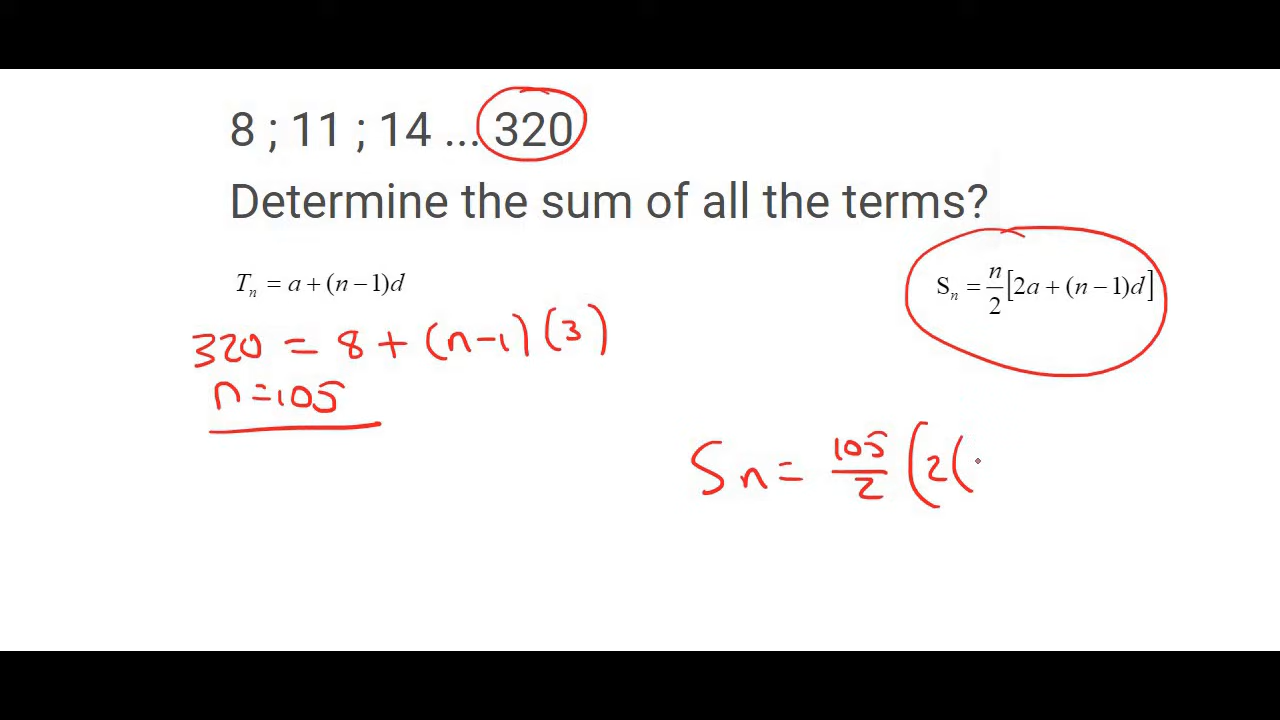 8 ; 11 ; 14 ... 320
Determine the sum of all the terms?
Tₙ = a + (n − 1)d
Sₙ = n/2 [2a + (n − 1)d]
320 = 8 + (n-1)(3)
n=105
Sn = 105/2 (2(